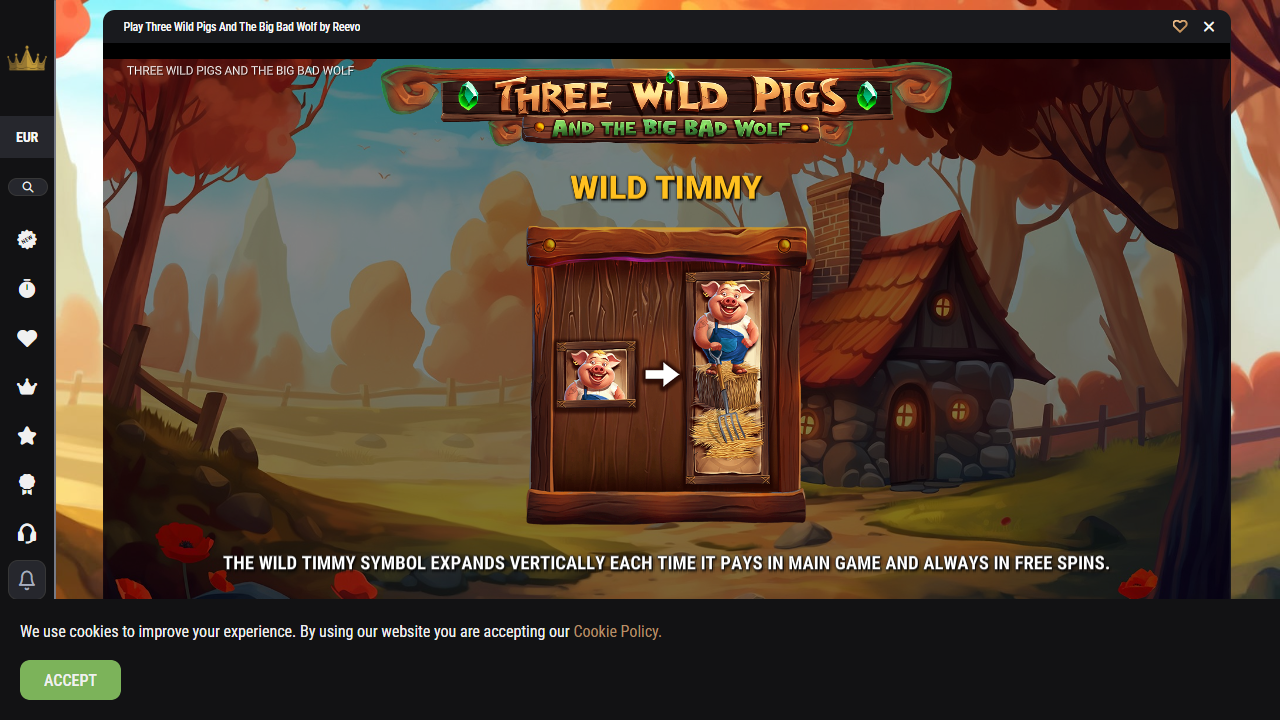 Play Three Wild Pigs And The Big Bad Wolf by Reevo
THREE WILD PIGS AND THE BIG BAD WOLF
THREE WILD PIGS
AND THE BIG BAD WOLF
EUR
WILD TIMMY
NEW
THE WILD TIMMY SYMBOL EXPANDS VERTICALLY EACH TIME IT PAYS IN MAIN GAME AND ALWAYS IN FREE SPINS.
We use cookies to improve your experience. By using our website you are accepting our Cookie Policy.
ACCEPT